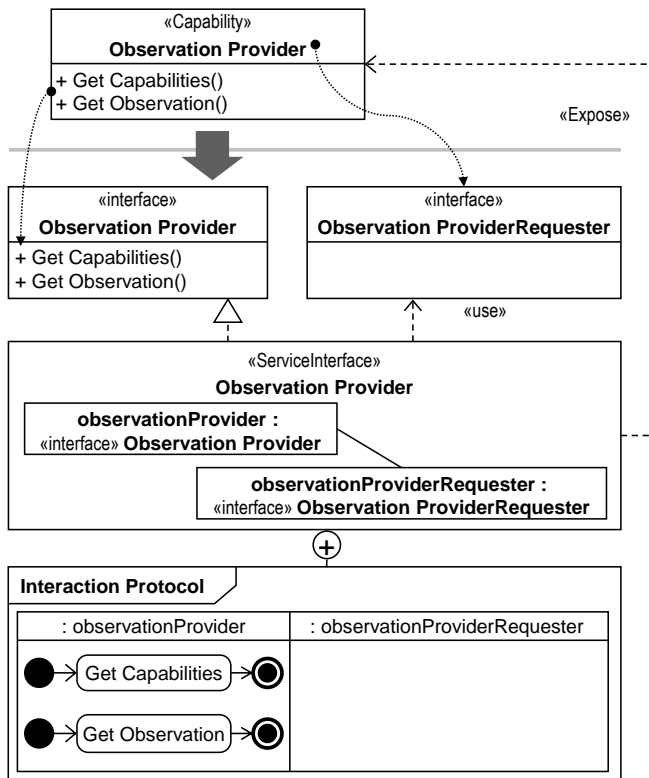 «Capability»
Observation Provider
+ Get Capabilities()
+ Get Observation()
«Expose»
«interface»
Observation Provider
+ Get Capabilities()
+ Get Observation()
«interface»
Observation ProviderRequester
«use»
«ServiceInterface»
Observation Provider
observationProvider :
«interface» Observation Provider
observationProviderRequester :
«interface» Observation ProviderRequester
Interaction Protocol
: observationProvider
: observationProviderRequester
Get Capabilities
Get Observation